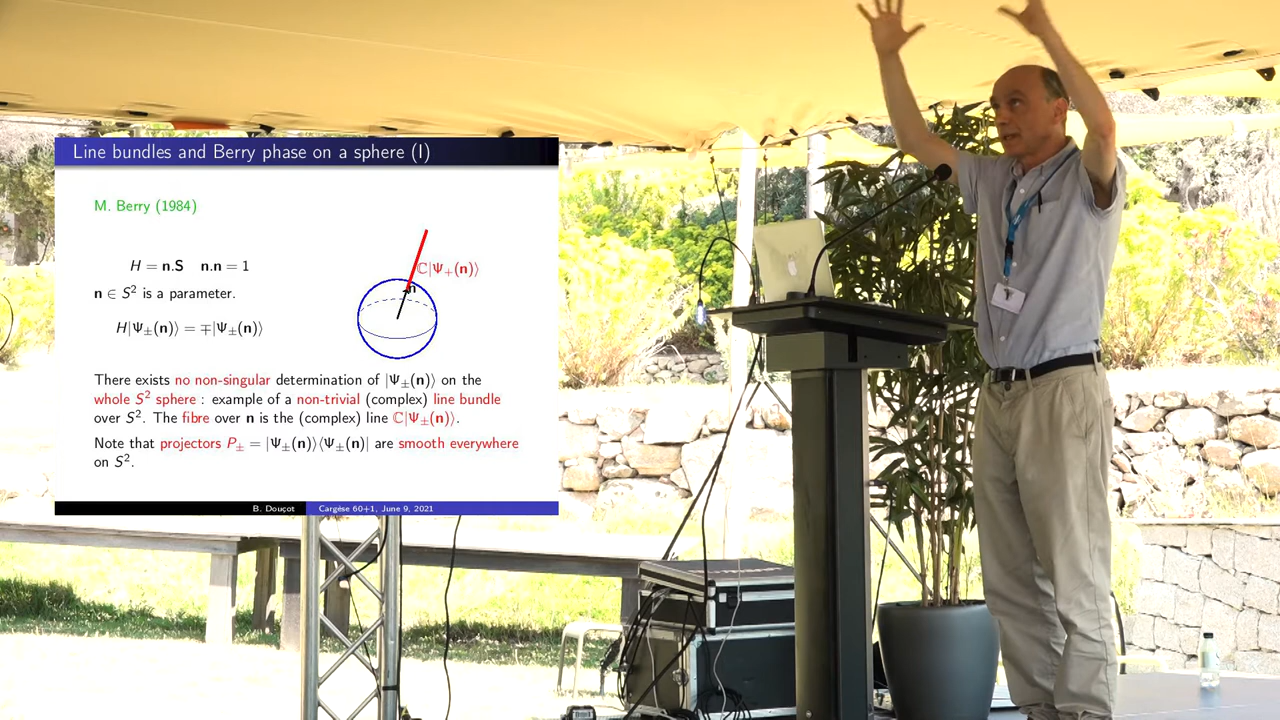 Line bundles and Berry phase on a sphere (I)
M. Berry (1984)
H = n.S n.n = 1
n ∈ S² is a parameter.
H|Ψ±(n)⟩ = ∓|Ψ±(n)⟩
ℂ|Ψ₊(n)⟩
n
There exists no non-singular determination of |Ψ±(n)⟩ on the
whole S² sphere : example of a non-trivial (complex) line bundle
over S². The fibre over n is the (complex) line ℂ|Ψ±(n)⟩.
Note that projectors P± = |Ψ±(n)⟩⟨Ψ±(n)| are smooth everywhere
on S².
B. Douçot Cargèse 60+1, June 9, 2021